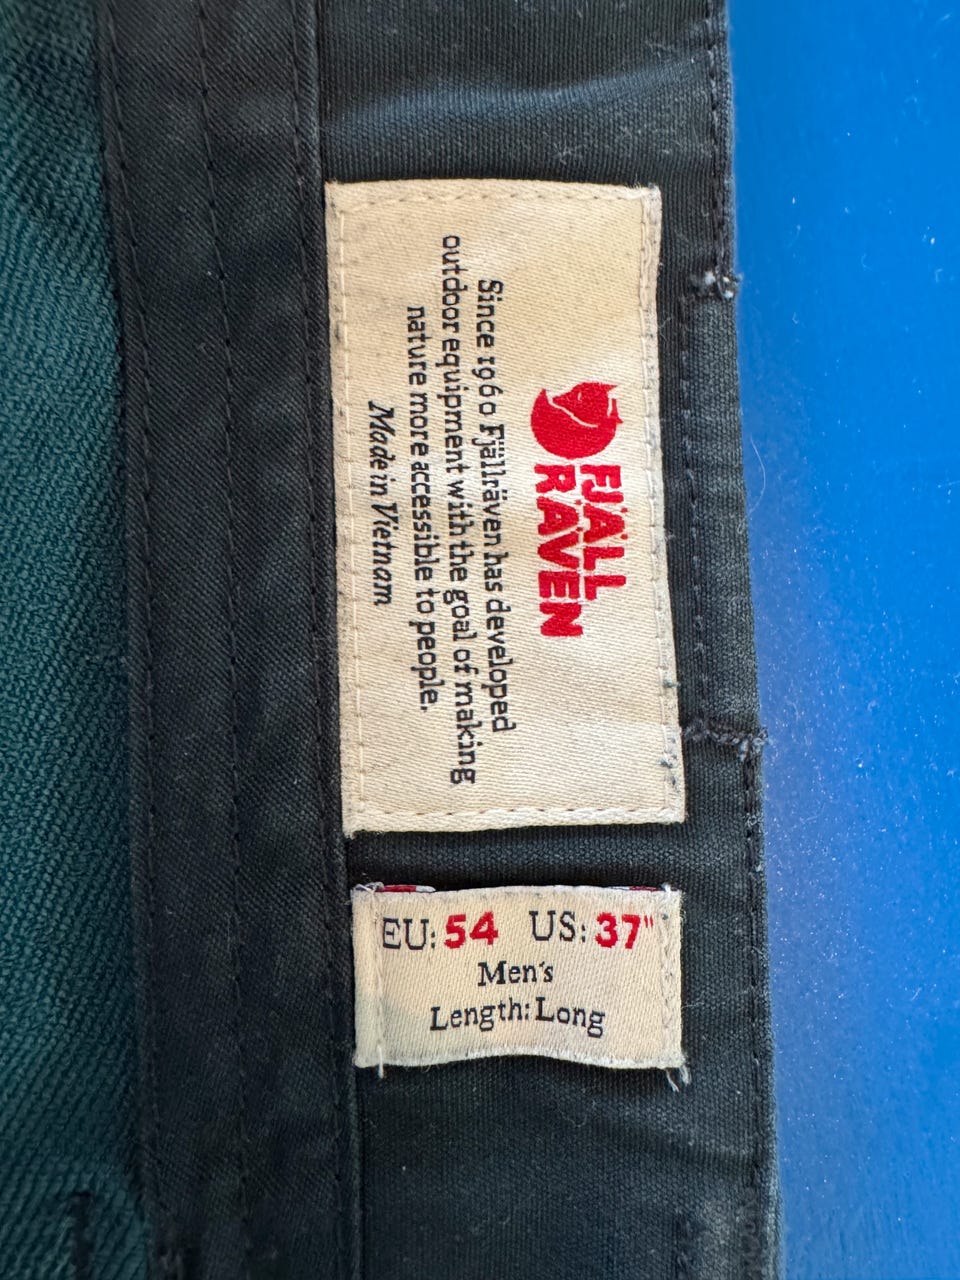 FJÄLL
RÄVEN
Since 1960 Fjällräven has developed
outdoor equipment with the goal of making
nature more accessible to people.
Made in Vietnam
EU: 54 US: 37"
Men's
Length: Long